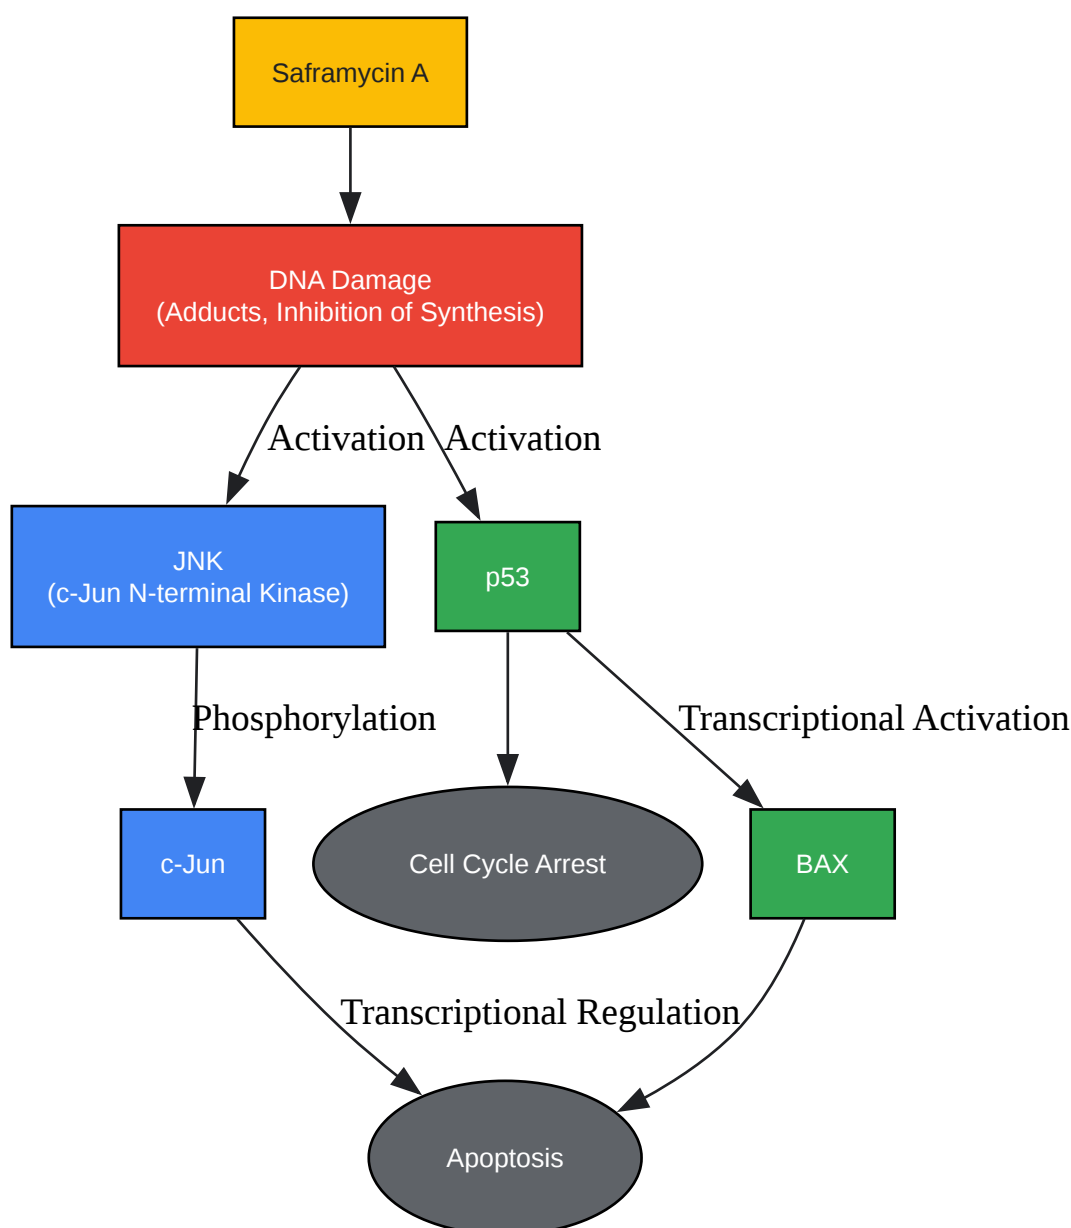 Saframycin A
DNA Damage
(Adducts, Inhibition of Synthesis)
Activation
Activation
JNK
(c-Jun N-terminal Kinase)
p53
Phosphorylation
Transcriptional Activation
c-Jun
Cell Cycle Arrest
BAX
Transcriptional Regulation
Apoptosis